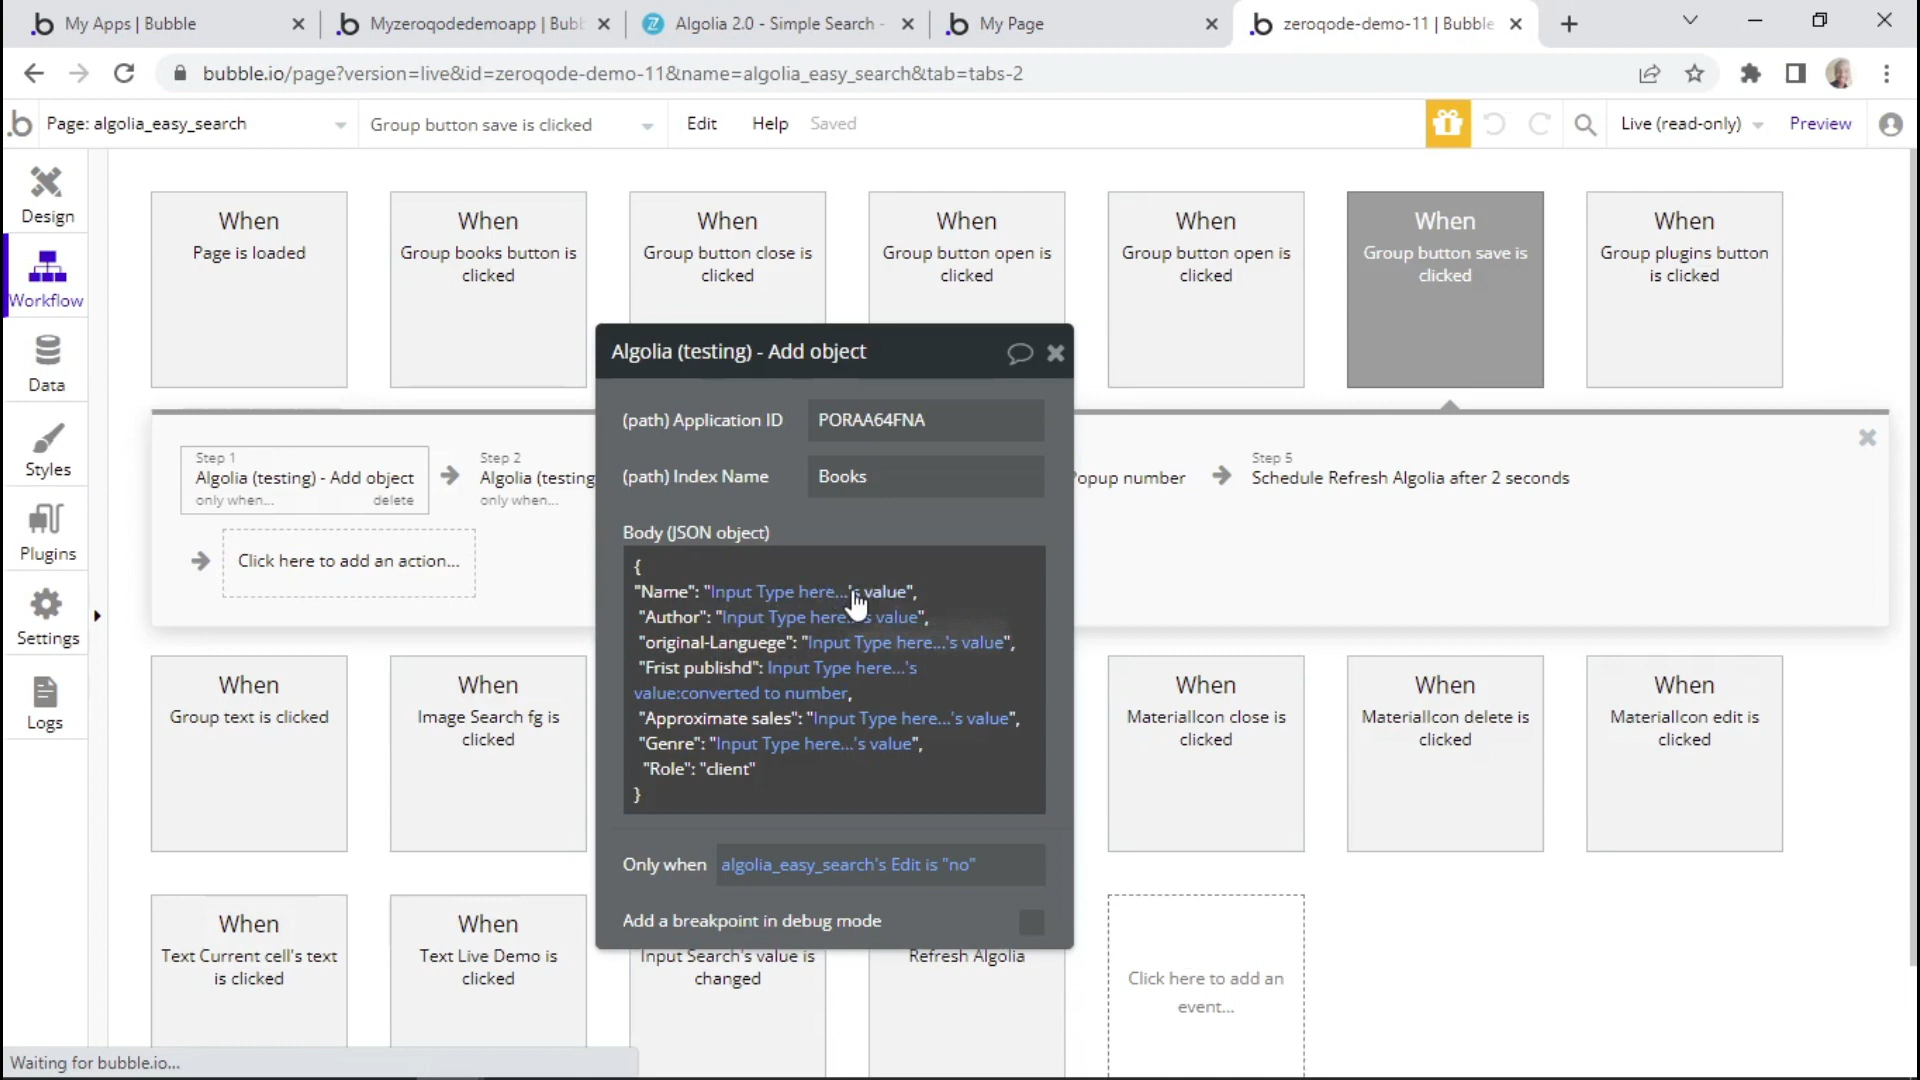 My Apps | Bubble
Myzeroqodedemoapp | Bub
Algolia 2.0 - Simple Search -
My Page
zeroqode-demo-11 | Bubble
bubble.io/page?version=live&id=zeroqode-demo-11&name=algolia_easy_search&tab=tabs-2
Page: algolia_easy_search
Group button save is clicked
Edit
Help
Saved
Live (read-only)
Preview
Design
Workflow
Data
Styles
Plugins
Settings
Logs
When
Page is loaded
When
Group books button is
clicked
When
Group button close is
clicked
When
Group button open is
clicked
When
Group button open is
clicked
When
Group button save is
clicked
When
Group plugins button
is clicked
Step 1
Algolia (testing) - Add object
only when...
delete
Step 2
Algolia (testing
only when...
opup number
Step 5
Schedule Refresh Algolia after 2 seconds
Click here to add an action...
Algolia (testing) - Add object
(path) Application ID
PORAA64FNA
(path) Index Name
Books
Body (JSON object)
{
"Name": "Input Type here...'s value",
"Author": "Input Type here...'s value",
"original-Languege": "Input Type here...'s value",
"Frist publishd": Input Type here...'s
value:converted to number,
"Approximate sales": "Input Type here...'s value",
"Genre": "Input Type here...'s value",
"Role": "client"
}
Only when
algolia_easy_search's Edit is "no"
Add a breakpoint in debug mode
When
Group text is clicked
When
Image Search fg is
clicked
When
MaterialIcon close is
clicked
When
MaterialIcon delete is
clicked
When
MaterialIcon edit is
clicked
When
Text Current cell's text
is clicked
When
Text Live Demo is
clicked
Input Search's value is
changed
Refresh Algolia
Click here to add an
event...
Waiting for bubble.io...